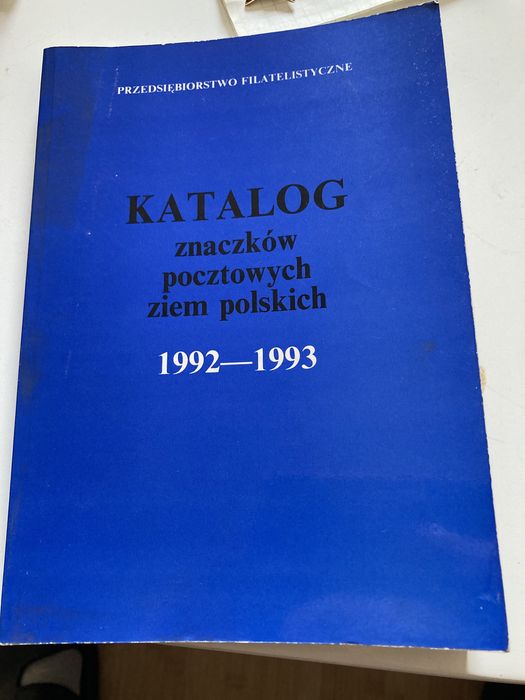 PRZEDSIĘBIORSTWO FILATELISTYCZNE
KATALOG
znaczków
pocztowych
ziem polskich
1992—1993